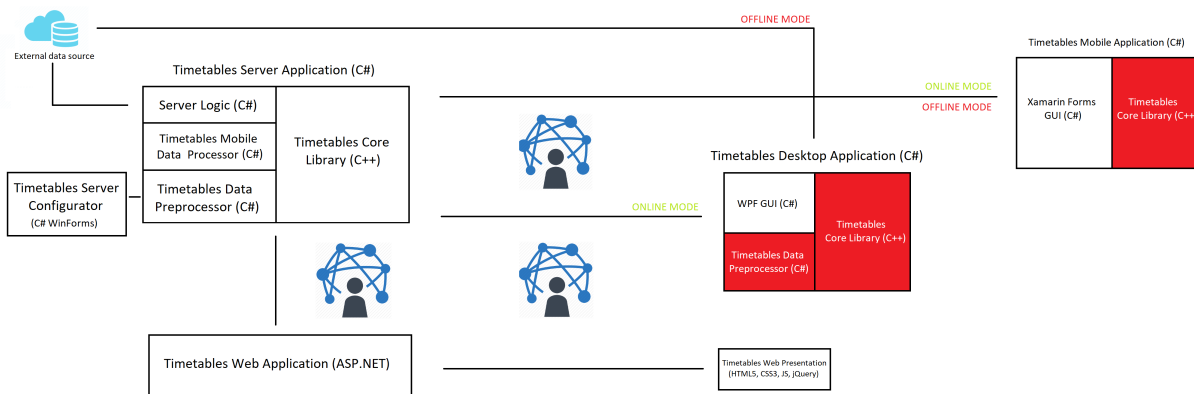 OFFLINE MODE
External data source
Timetables Server Application (C#)
Server Logic (C#)
Timetables Mobile
Data Processor (C#)
Timetables Data
Preprocessor (C#)
Timetables Core
Library (C++)
Timetables Server
Configurator
(C# WinForms)
ONLINE MODE
OFFLINE MODE
Timetables Mobile Application (C#)
Xamarin Forms
GUI (C#)
Timetables
Core Library (C++)
ONLINE MODE
Timetables Desktop Application (C#)
WPF GUI (C#)
Timetables Data
Preprocessor (C#)
Timetables
Core Library (C++)
Timetables Web Application (ASP.NET)
Timetables Web Presentation
(HTML5, CSS3, JS, jQuery)